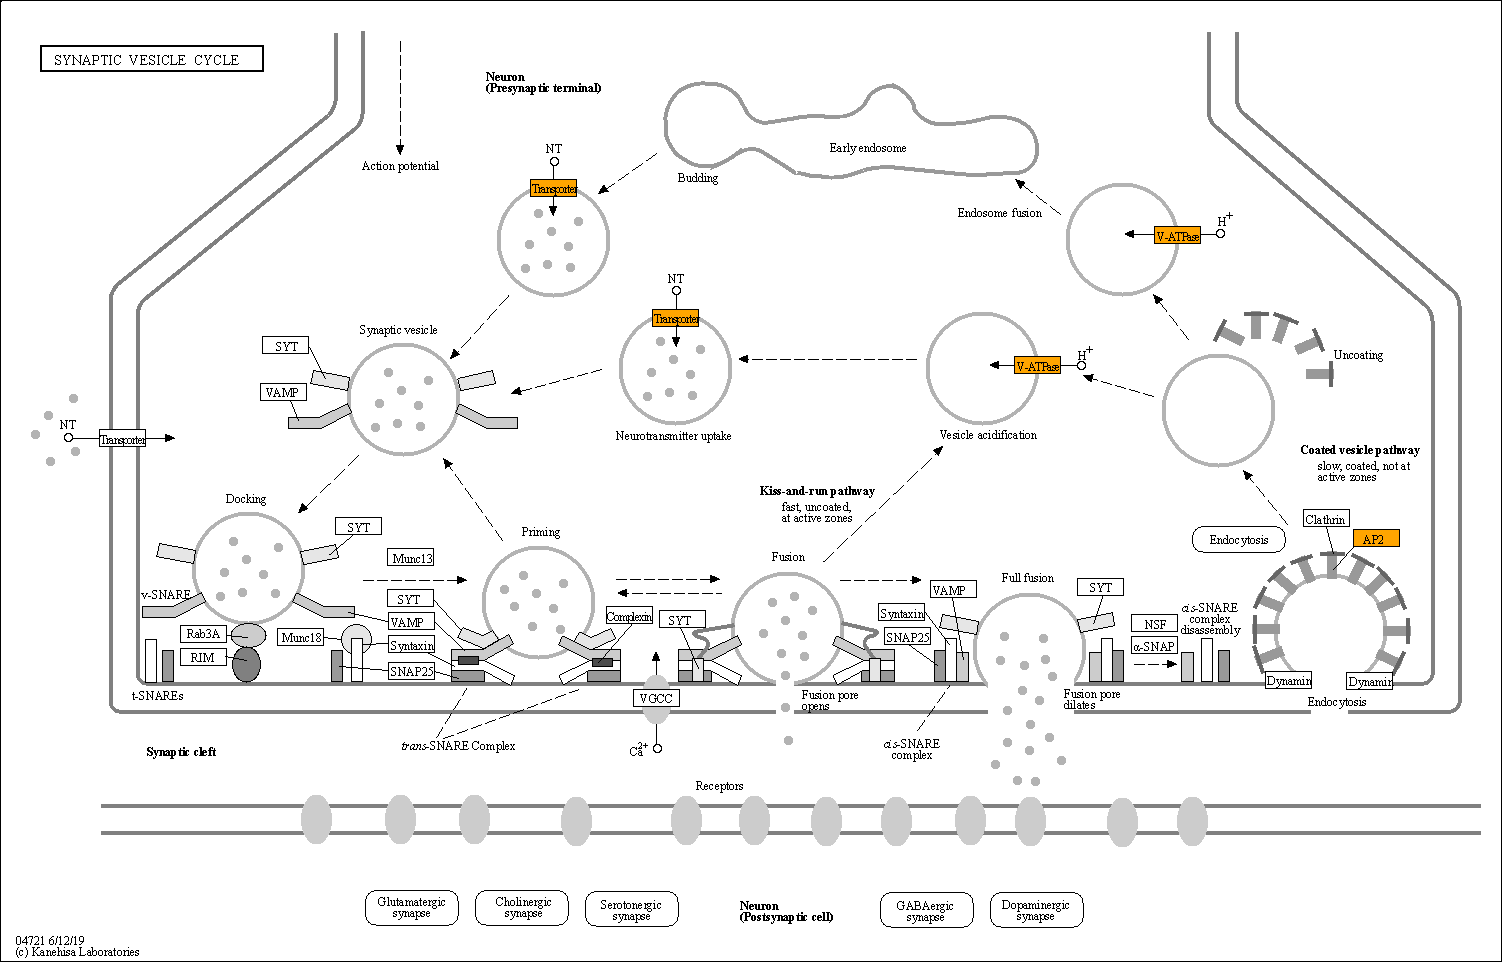 SYNAPTIC VESICLE CYCLE
Neuron
(Presynaptic terminal)
Action potential
NT
Transporter
Budding
Early endosome
Endosome fusion
V-ATPase
H+
NT
Transporter
Synaptic vesicle
SYT
VAMP
Neurotrasmitter uptake
V-ATPase
H+
Vesicle acidification
Uncoating
NT
Transporter
Coated vesicle pathway
slow, coated, not at
active zones
Kiss-and-run pathway
fast, uncoated,
at active zones
Docking
SYT
Priming
Fusion
Endocytosis
Clathrin
AP2
Munc13
v-SNARE
SYT
VAMP
Complexin
SYT
Full fusion
VAMP
SYT
Syntaxin
SNAP25
cis-SNARE
complex
disassembly
NSF
α-SNAP
Rab3A
RIM
Munc18
Syntaxin
SNAP25
t-SNAREs
VGCC
Ca2+
Fusion pore
opens
Fusion pore
dilates
Dynamin
Dynamin
Endocytosis
trans-SNARE Complex
cis-SNARE
complex
Synaptic cleft
Receptors
Glutamatergic
synapse
Cholinergic
synapse
Serotonergic
synapse
Neuron
(Postsynaptic cell)
GABAergic
synapse
Dopaminergic
synapse
04721 6/12/19
(c) Kanehisa Laboratories